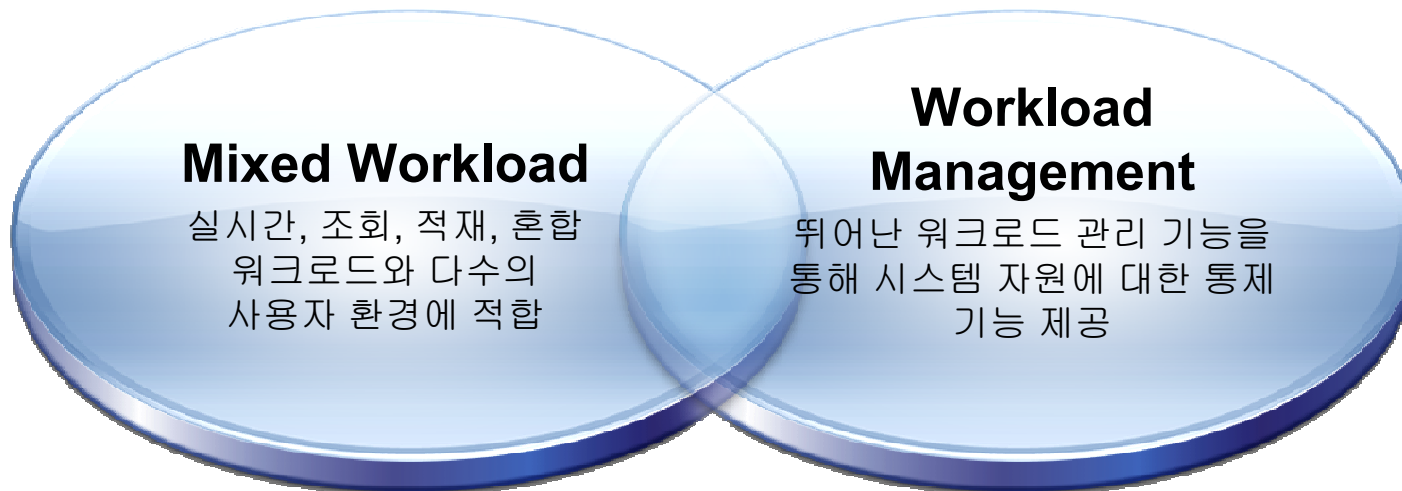 Mixed Workload
실시간, 조회, 적재, 혼합
워크로드와 다수의
사용자 환경에 적합
Workload
Management
뛰어난 워크로드 관리 기능을
통해 시스템 자원에 대한 통제
기능 제공